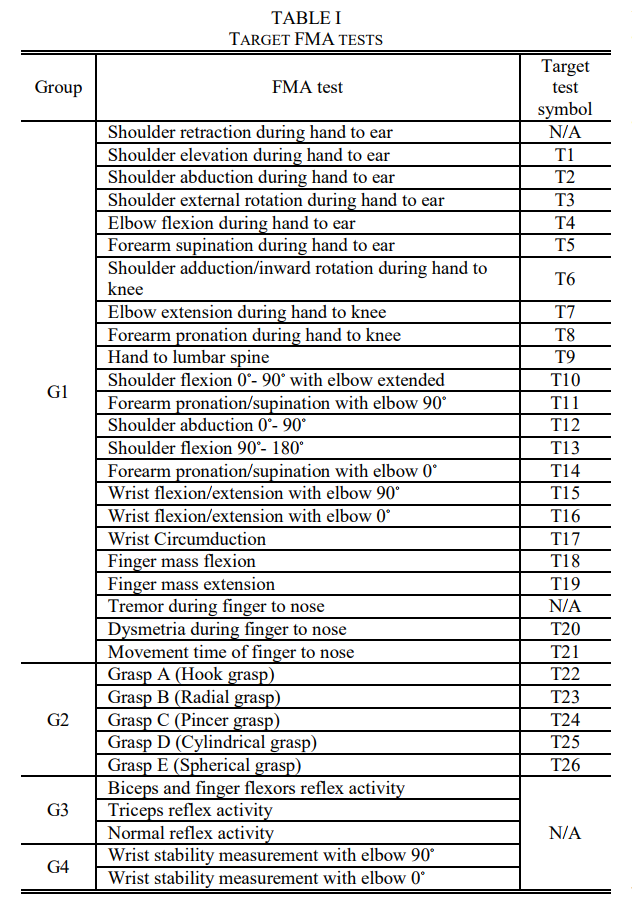 TABLE I
TARGET FMA TESTS
Group FMA test Target test symbol
G1
Shoulder retraction during hand to ear N/A
Shoulder elevation during hand to ear T1
Shoulder abduction during hand to ear T2
Shoulder external rotation during hand to ear T3
Elbow flexion during hand to ear T4
Forearm supination during hand to ear T5
Shoulder adduction/inward rotation during hand to
knee T6
Elbow extension during hand to knee T7
Forearm pronation during hand to knee T8
Hand to lumbar spine T9
Shoulder flexion 0˚- 90˚ with elbow extended T10
Forearm pronation/supination with elbow 90˚ T11
Shoulder abduction 0˚- 90˚ T12
Shoulder flexion 90˚- 180˚ T13
Forearm pronation/supination with elbow 0˚ T14
Wrist flexion/extension with elbow 90˚ T15
Wrist flexion/extension with elbow 0˚ T16
Wrist Circumduction T17
Finger mass flexion T18
Finger mass extension T19
Tremor during finger to nose N/A
Dysmetria during finger to nose T20
Movement time of finger to nose T21
G2
Grasp A (Hook grasp) T22
Grasp B (Radial grasp) T23
Grasp C (Pincer grasp) T24
Grasp D (Cylindrical grasp) T25
Grasp E (Spherical grasp) T26
G3
Biceps and finger flexors reflex activity
Triceps reflex activity
Normal reflex activity
N/A
G4
Wrist stability measurement with elbow 90˚
Wrist stability measurement with elbow 0˚